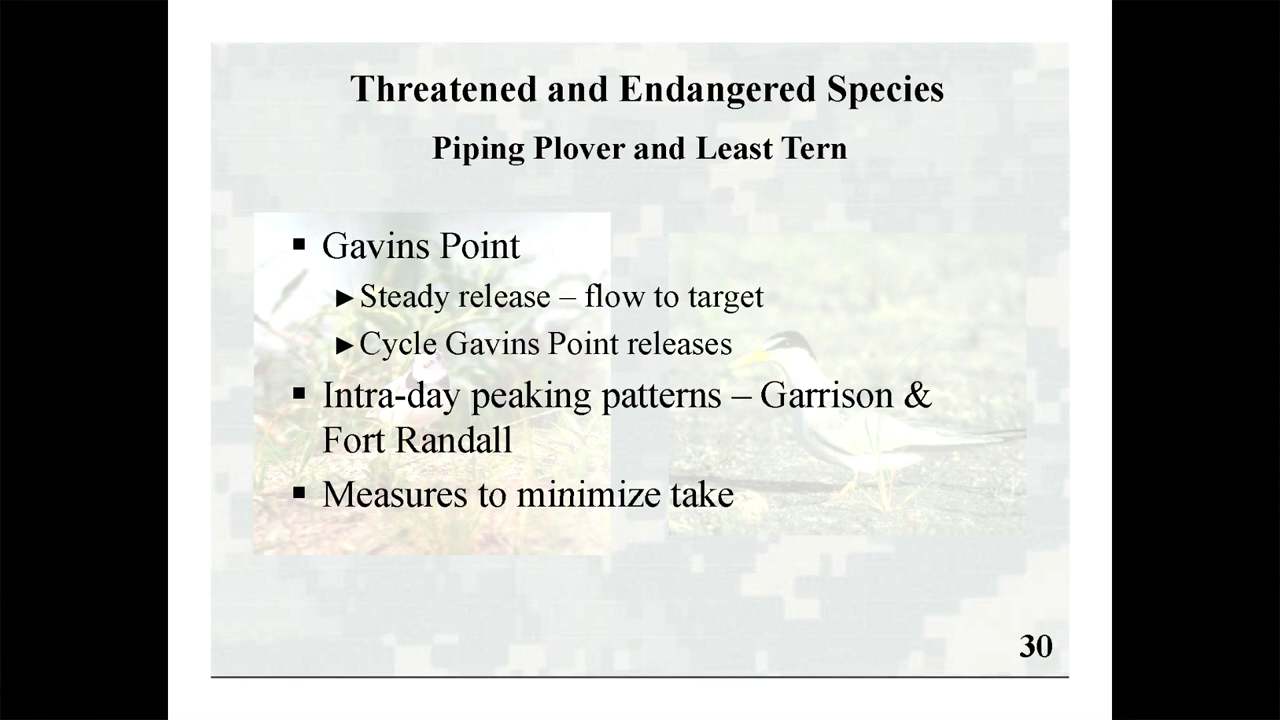 Threatened and Endangered Species
Piping Plover and Least Tern
▪ Gavins Point
►Steady release – flow to target
►Cycle Gavins Point releases
▪ Intra-day peaking patterns – Garrison &
Fort Randall
▪ Measures to minimize take
30